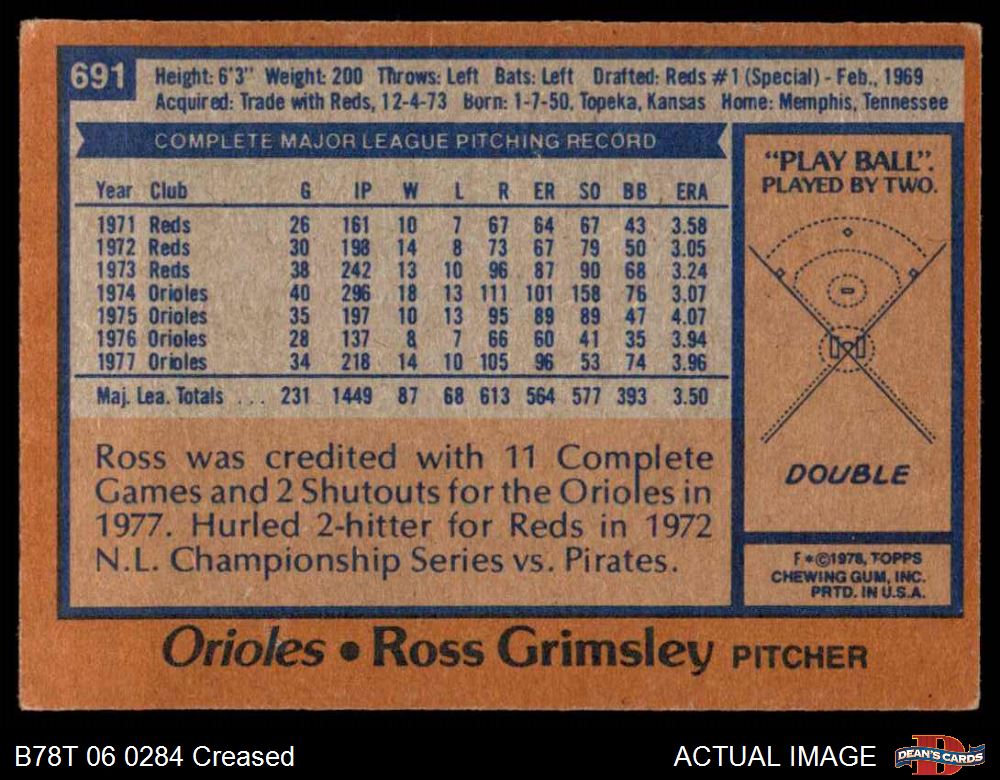 691
Height: 6'3" Weight: 200 Throws: Left Bats: Left Drafted: Reds #1 (Special) - Feb., 1969
Acquired: Trade with Reds, 12-4-73 Born: 1-7-50, Topeka, Kansas Home: Memphis, Tennessee
COMPLETE MAJOR LEAGUE PITCHING RECORD
Year Club G IP W L R ER SO BB ERA
1971 Reds 26 161 10 7 67 64 67 43 3.58
1972 Reds 30 198 14 8 73 67 79 50 3.05
1973 Reds 38 242 13 10 96 87 90 68 3.24
1974 Orioles 40 296 18 13 111 101 158 76 3.07
1975 Orioles 35 197 10 13 95 89 89 47 4.07
1976 Orioles 28 137 8 7 66 60 41 35 3.94
1977 Orioles 34 218 14 10 105 96 53 74 3.96
Maj. Lea. Totals ... 231 1449 87 68 613 564 577 393 3.50
Ross was credited with 11 Complete
Games and 2 Shutouts for the Orioles in
1977. Hurled 2-hitter for Reds in 1972
N.L. Championship Series vs. Pirates.
"PLAY BALL".
PLAYED BY TWO.
DOUBLE
F*©1978, TOPPS
CHEWING GUM, INC.
PRTD. IN U.S.A.
Orioles • Ross Grimsley PITCHER
B78T 06 0284 Creased
ACTUAL IMAGE
DEAN'S CARDS